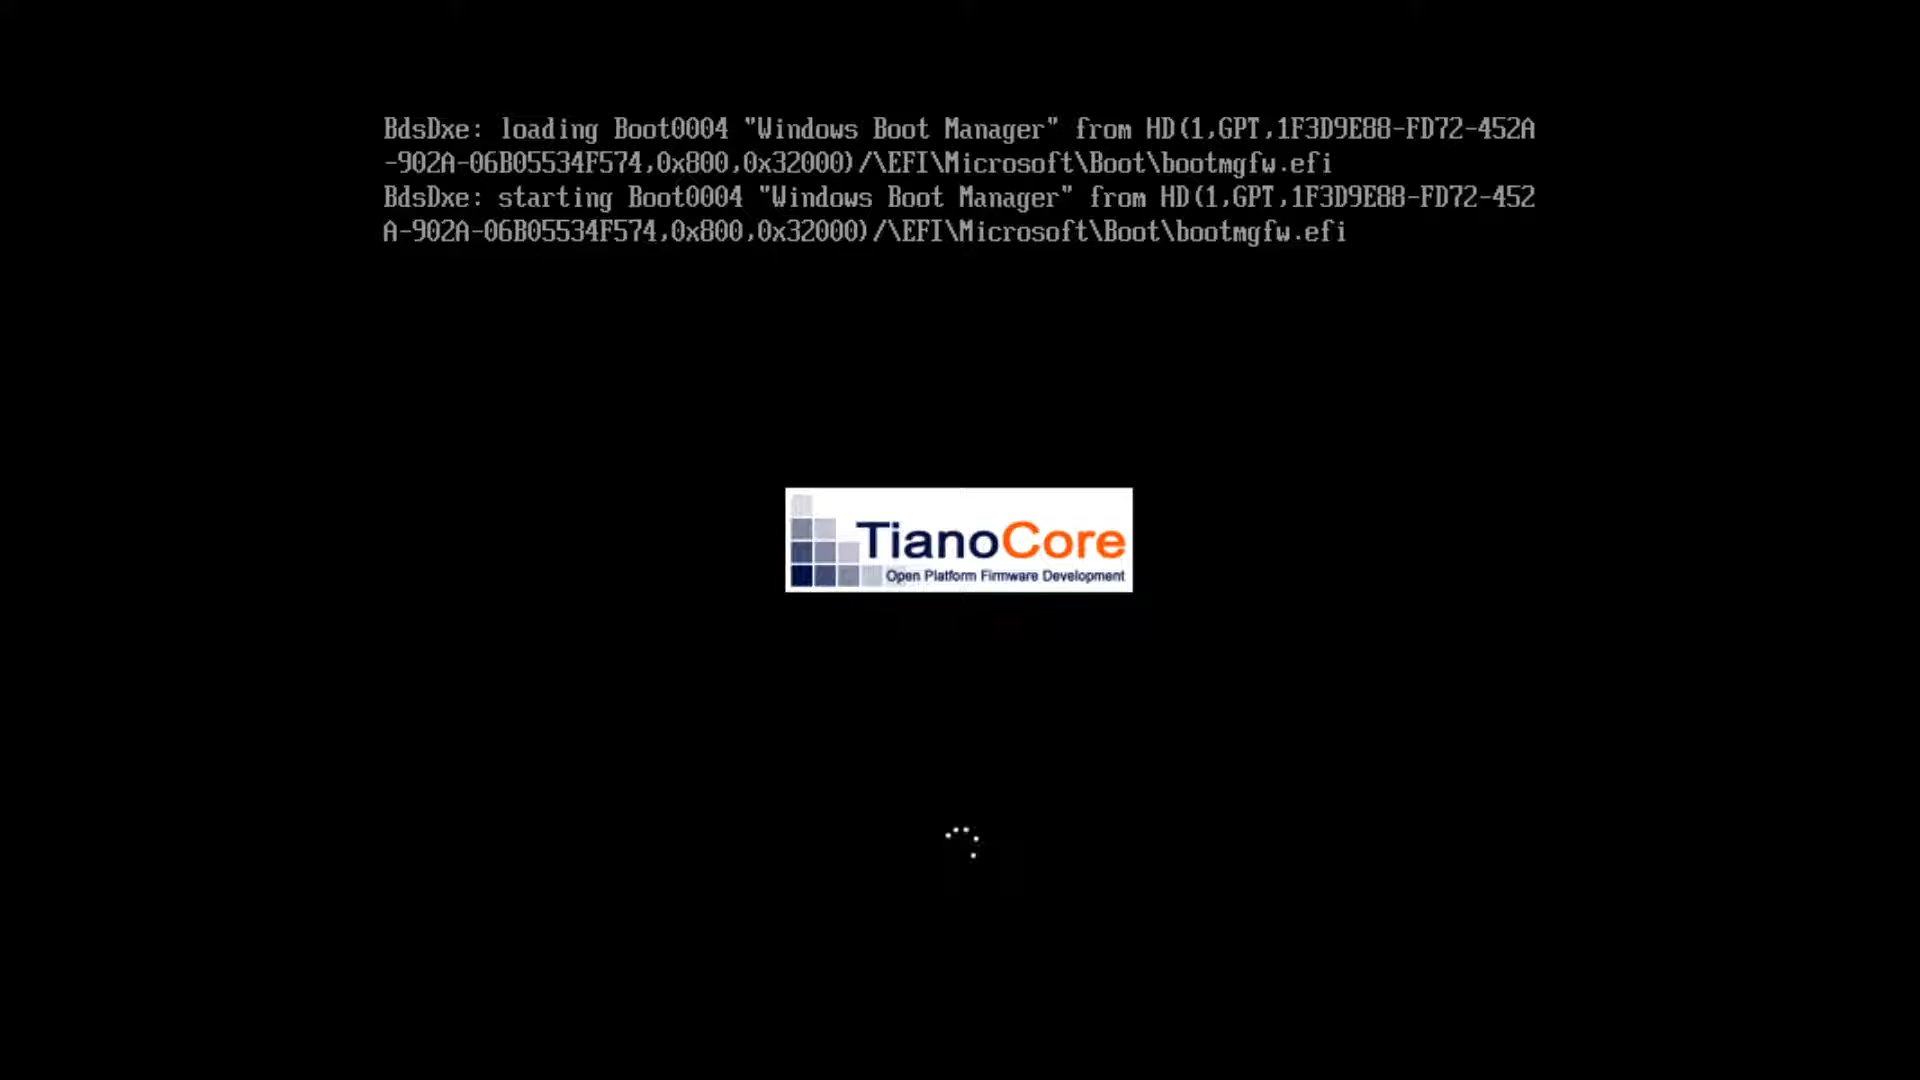 BdsDxe: loading Boot0004 "Windows Boot Manager" from HD(1,GPT,1F3D9E88-FD72-452A
-902A-06B05534F574,0x800,0x32000)/\EFI\Microsoft\Boot\bootmgfw.efi
BdsDxe: starting Boot0004 "Windows Boot Manager" from HD(1,GPT,1F3D9E88-FD72-452
A-902A-06B05534F574,0x800,0x32000)/\EFI\Microsoft\Boot\bootmgfw.efi
TianoCore
Open Platform Firmware Development